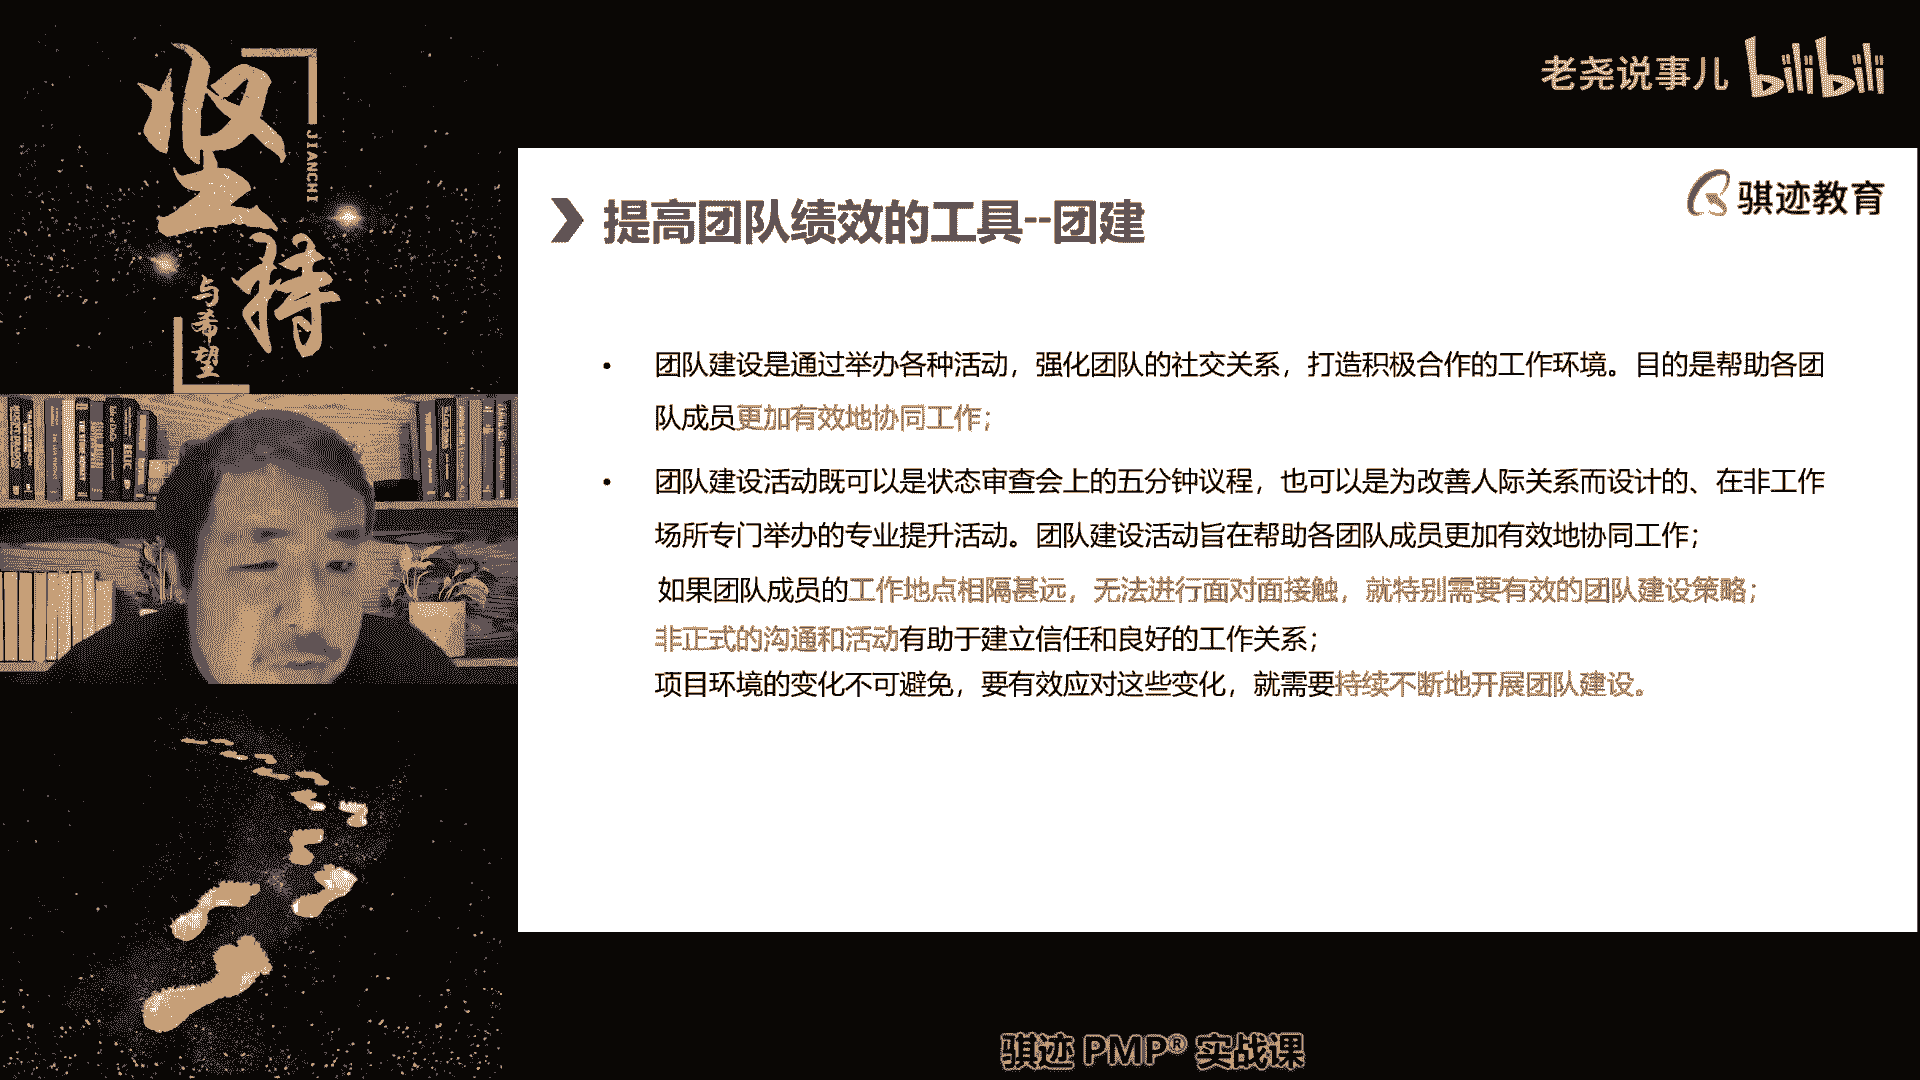 坚持
JIANCHI
与希望
老尧说事儿 bilibili
骐迹教育
提高团队绩效的工具--团建
• 团队建设是通过举办各种活动，强化团队的社交关系，打造积极合作的工作环境。目的是帮助各团
队成员更加有效地协同工作；
• 团队建设活动既可以是状态审查会上的五分钟议程，也可以是为改善人际关系而设计的、在非工作
场所专门举办的专业提升活动。团队建设活动旨在帮助各团队成员更加有效地协同工作；
如果团队成员的工作地点相隔甚远，无法进行面对面接触，就特别需要有效的团队建设策略；
非正式的沟通和活动有助于建立信任和良好的工作关系；
项目环境的变化不可避免，要有效应对这些变化，就需要持续不断地开展团队建设。
骐迹 PMP® 实战课